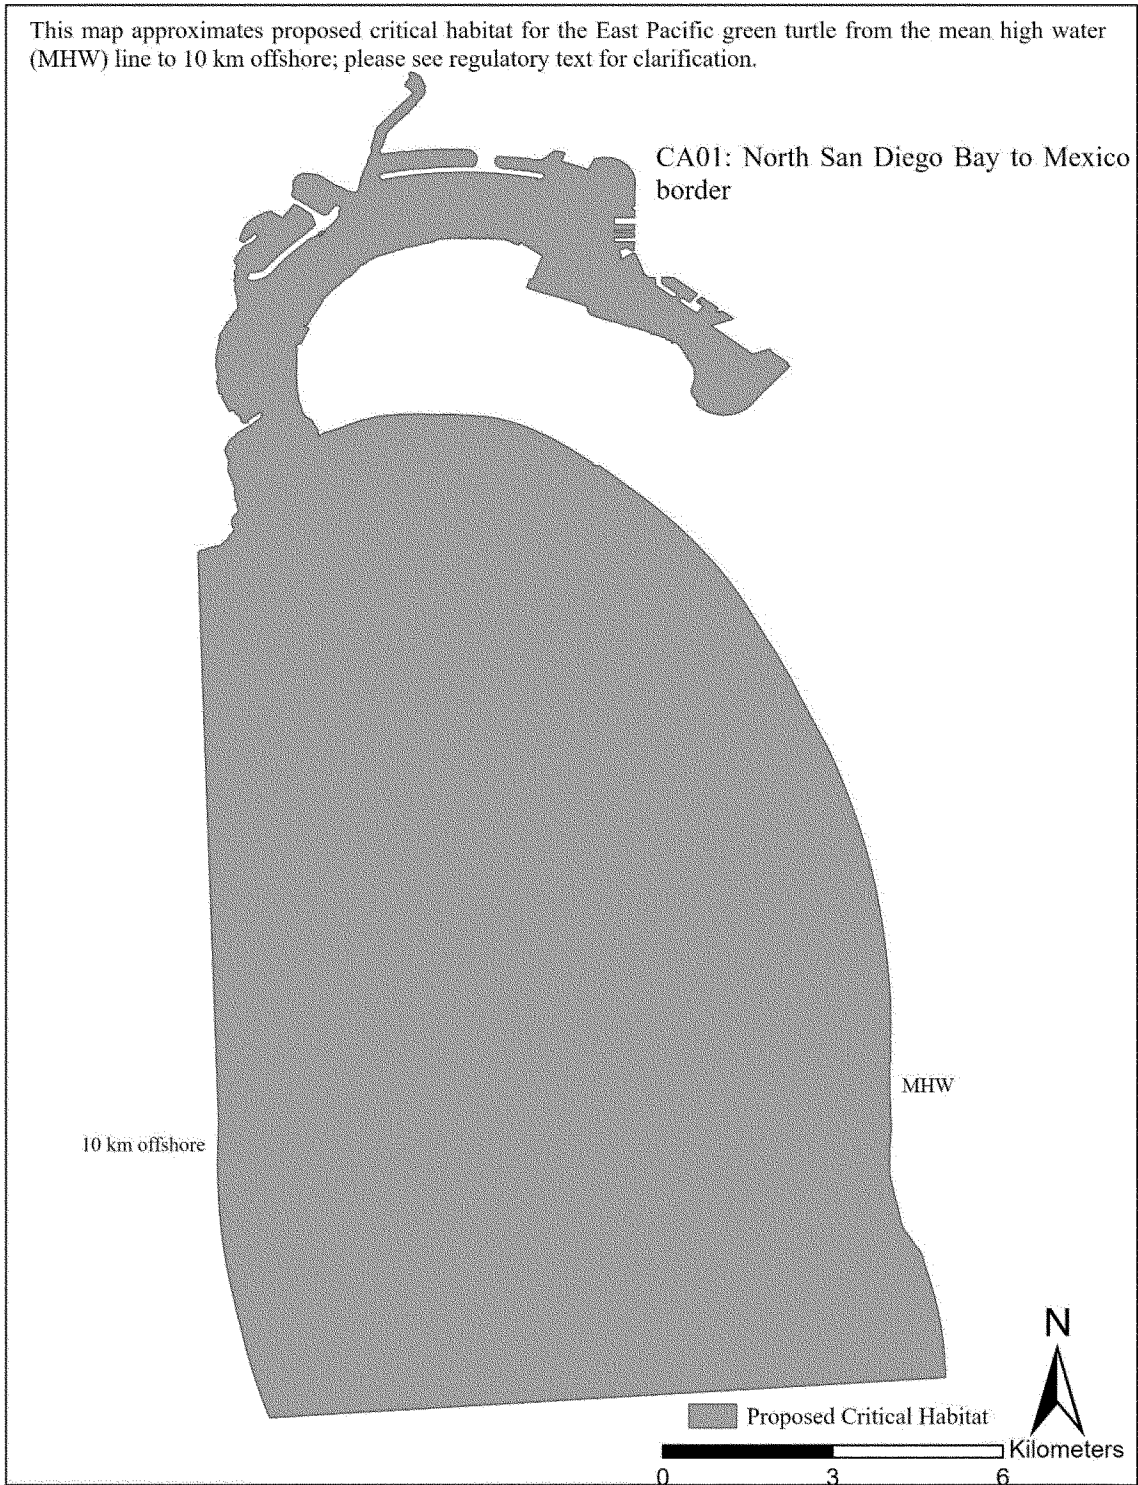 This map approximates proposed critical habitat for the East Pacific green turtle from the mean high water
(MHW) line to 10 km offshore; please see regulatory text for clarification.
CA01: North San Diego Bay to Mexico
border
MHW
10 km offshore
N
Proposed Critical Habitat
Kilometers
0 3 6